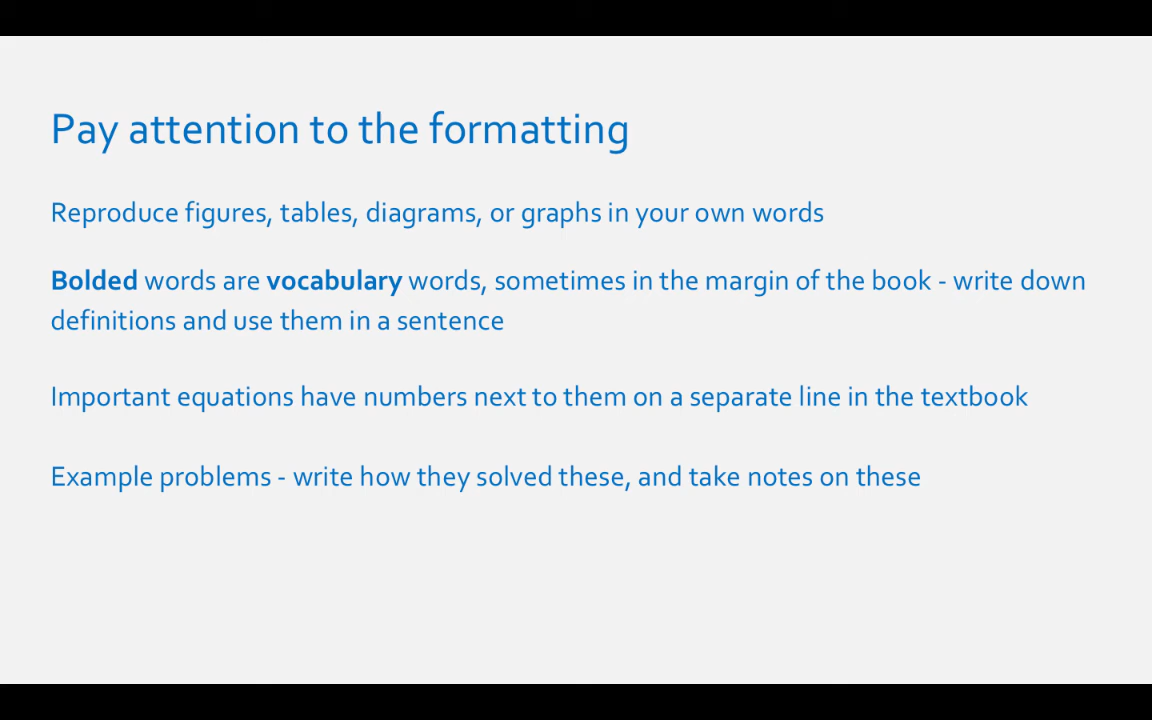 Pay attention to the formatting
Reproduce figures, tables, diagrams, or graphs in your own words
Bolded words are vocabulary words, sometimes in the margin of the book - write down
definitions and use them in a sentence
Important equations have numbers next to them on a separate line in the textbook
Example problems - write how they solved these, and take notes on these